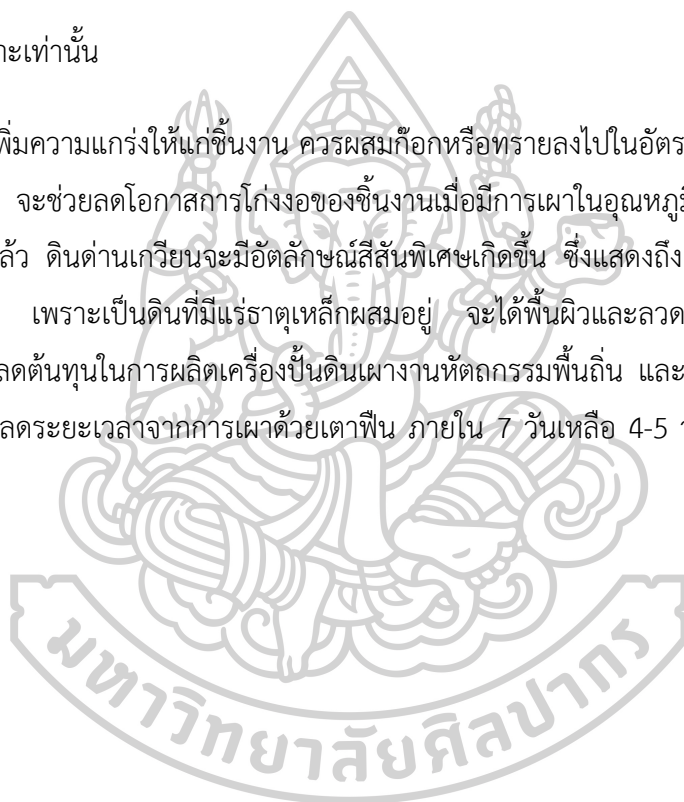 าะเท่านั้น
พิ่มความแกร่งให้แก่ชิ้นงาน ควรผสมก๊อกหรือทรายลงไปในอัตร
จะช่วยลดโอกาสการโก่งงอของชิ้นงานเมื่อมีการเผาในอุณหภูมิ
ล้ว ดินด่านเกวียนจะมีอัตลักษณ์สีสันพิเศษเกิดขึ้น ซึ่งแสดงถึง
เพราะเป็นดินที่มีแร่ธาตุเหล็กผสมอยู่ จะได้พื้นผิวและลวด
ลดต้นทุนในการผลิตเครื่องปั้นดินเผางานหัตถกรรมพื้นถิ่น และ
ลดระยะเวลาจากการเผาด้วยเตาฟืน ภายใน 7 วันเหลือ 4-5
มหาวิทยาลัยศิลปากร